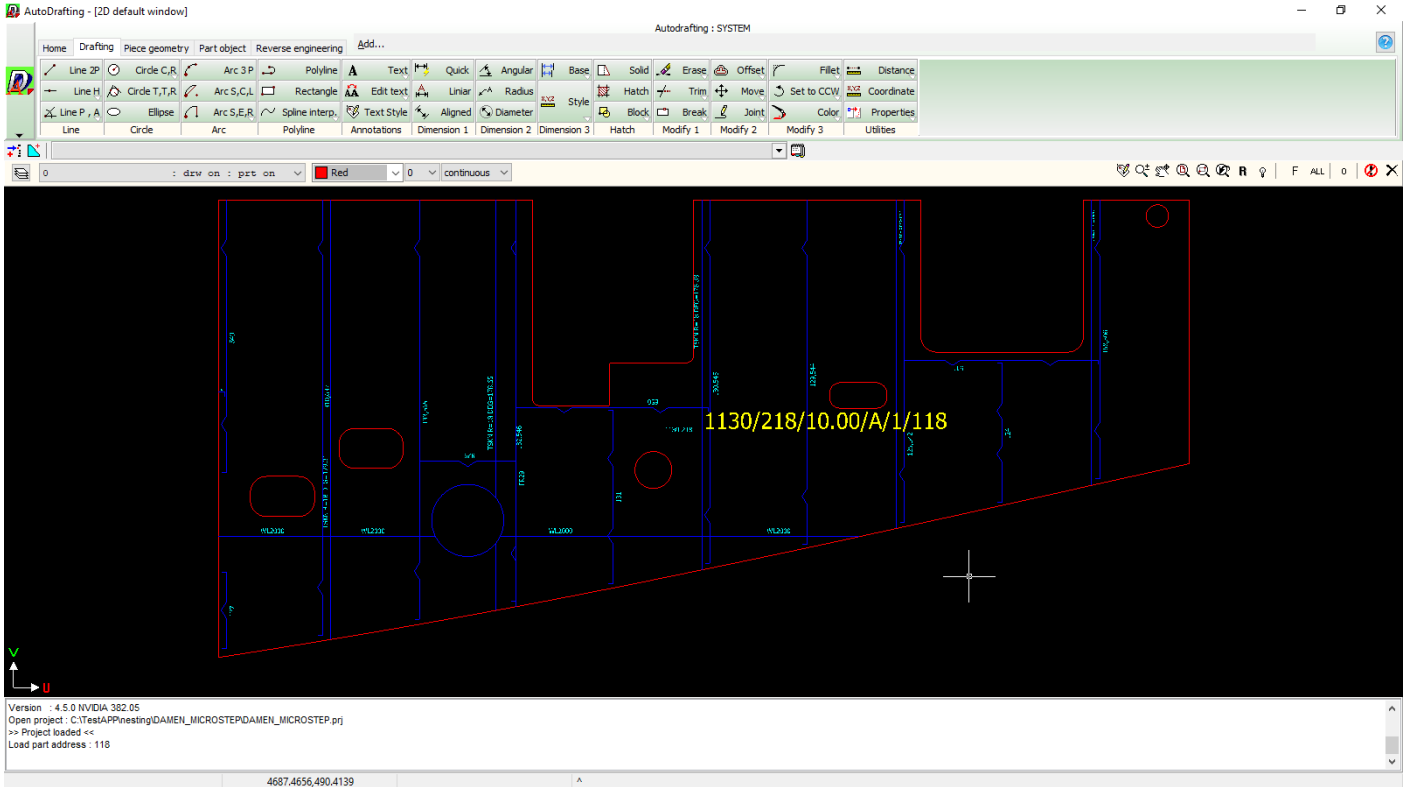 AutoDrafting - [2D default window]
Autodrafting : SYSTEM
Home Drafting Piece geometry Part object Reverse engineering Add...
Line 2P Circle C,R Arc 3 P Polyline Text Quick Angular Base Solid Erase Offset Fillet Distance
Line H Circle T,T,R Arc S,C,L Rectangle Edit text Liniar Radius Style Hatch Trim Move Set to CCW Coordinate
Line P , A Ellipse Arc S,E,R Spline interp. Text Style Aligned Diameter Block Break Joint Color Properties
Line Circle Arc Polyline Annotations Dimension 1 Dimension 2 Dimension 3 Hatch Modify 1 Modify 2 Modify 3 Utilities
0 : drw on : prt on Red 0 continuous R F ALL 0
1130/218/10.00/A/1/118
WL2600
V
U
Version : 4.5.0 NVIDIA 382.05
Open project : C:\TestAPP\nesting\DAMEN_MICROSTEP\DAMEN_MICROSTEP.prj
>> Project loaded <<
Load part address : 118
4687.4656,490.4139